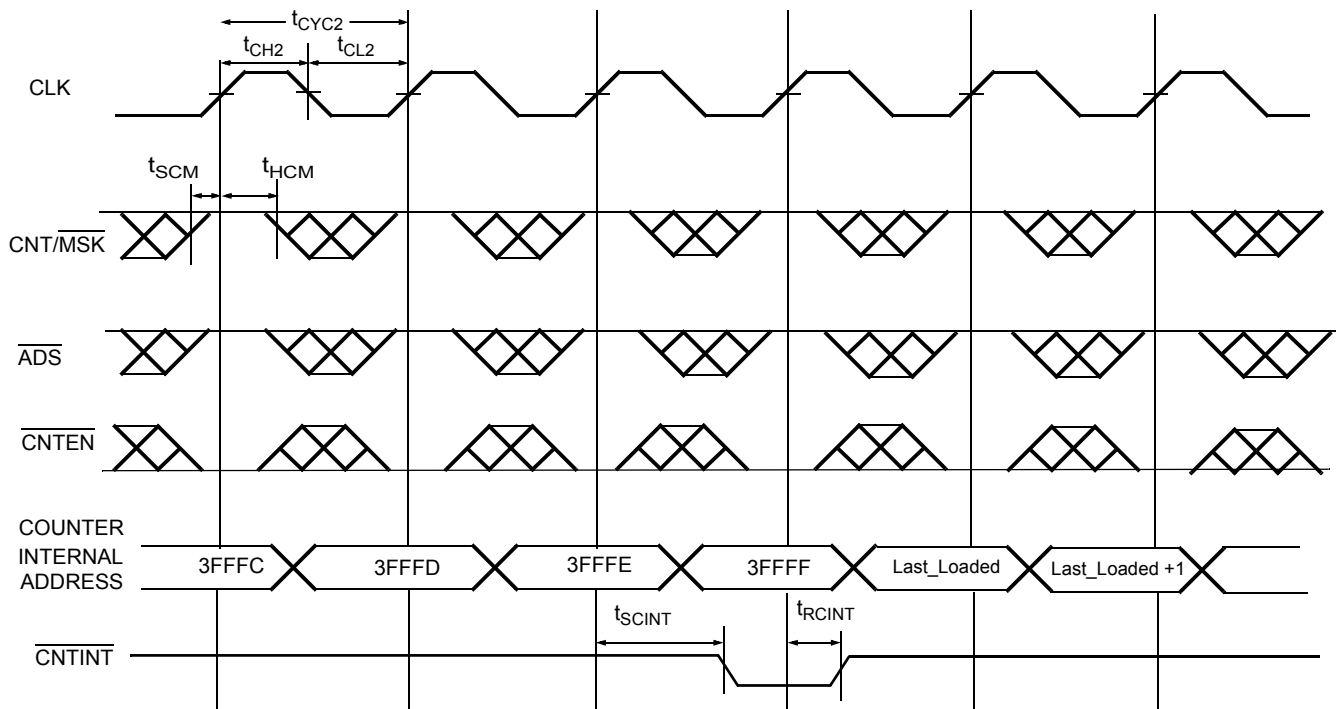 tCYC2
tCH2
tCL2
CLK
tSCM
tHCM
CNT/MSK
ADS
CNTEN
COUNTER
INTERNAL
ADDRESS
3FFFC
3FFFD
3FFFE
3FFFF
Last_Loaded
Last_Loaded +1
tSCINT
tRCINT
CNTINT